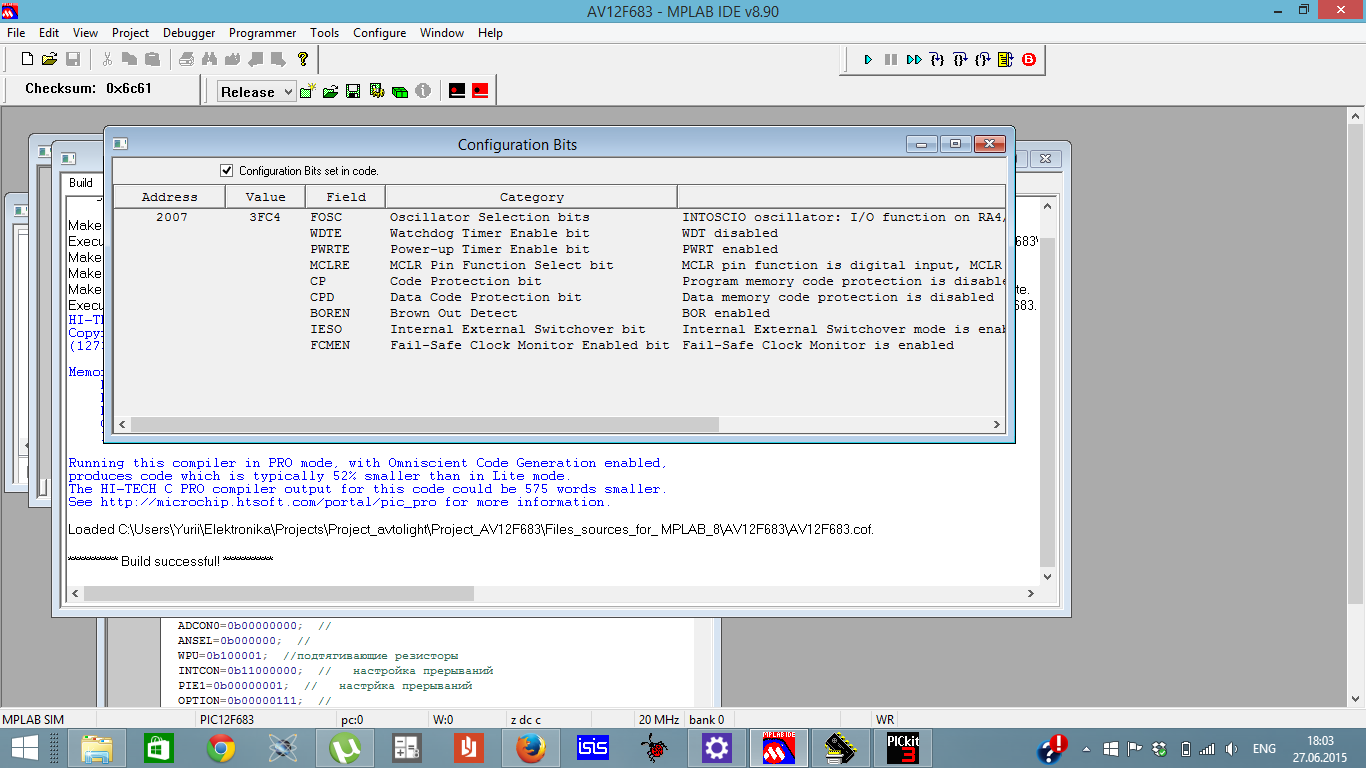 AV12F683 - MPLAB IDE v8.90
File Edit View Project Debugger Programmer Tools Configure Window Help
Checksum: 0x6c61
Release
Configuration Bits
Configuration Bits set in code.
Address Value Field Category
2007 3FC4 FOSC Oscillator Selection bits INTOSCIO oscillator: I/O function on RA4/
WDTE Watchdog Timer Enable bit WDT disabled
PWRTE Power-up Timer Enable bit PWRT enabled
MCLRE MCLR Pin Function Select bit MCLR pin function is digital input, MCLR
CP Code Protection bit Program memory code protection is disable
CPD Data Code Protection bit Data memory code protection is disabled
BOREN Brown Out Detect BOR enabled
IESO Internal External Switchover bit Internal External Switchover mode is enab
FCMEN Fail-Safe Clock Monitor Enabled bit Fail-Safe Clock Monitor is enabled
Build
Make
Execu 683\
Make
Make
Make te.
Execu 683.
HI-TE
Copyr
(127
Memor
Running this compiler in PRO mode, with Omniscient Code Generation enabled,
produces code which is typically 52% smaller than in Lite mode.
The HI-TECH C PRO compiler output for this code could be 575 words smaller.
See http://microchip.htsoft.com/portal/pic_pro for more information.
Loaded C:\Users\Yurii\Elektronika\Projects\Project_avtolight\Project_AV12F683\Files_sources_for_ MPLAB_8\AV12F683\AV12F683.cof.
********** Build successful! **********
ADCON0=0b00000000; //
ANSEL=0b000000; //
WPU=0b100001; //подтягивающие резисторы
INTCON=0b11000000; // настройка прерываний
PIE1=0b00000001; // настрйка прерываний
OPTION=0b00000111; //
MPLAB SIM PIC12F683 pc:0 W:0 z dc c 20 MHz bank 0 WR
isis
MPLAB IDE
PICkit
3
ENG
18:03
27.06.2015